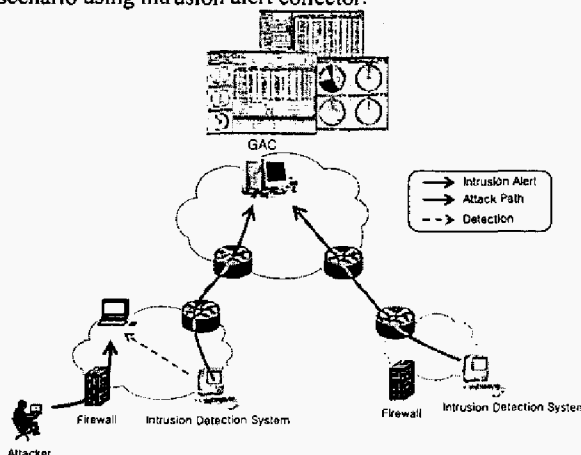 scenario using intrusion alert collector.
GAC
Intrusion Alert
Attack Path
Detection
Firewall
Intrusion Detection System
Firewall
Intrusion Detection System
Attacker